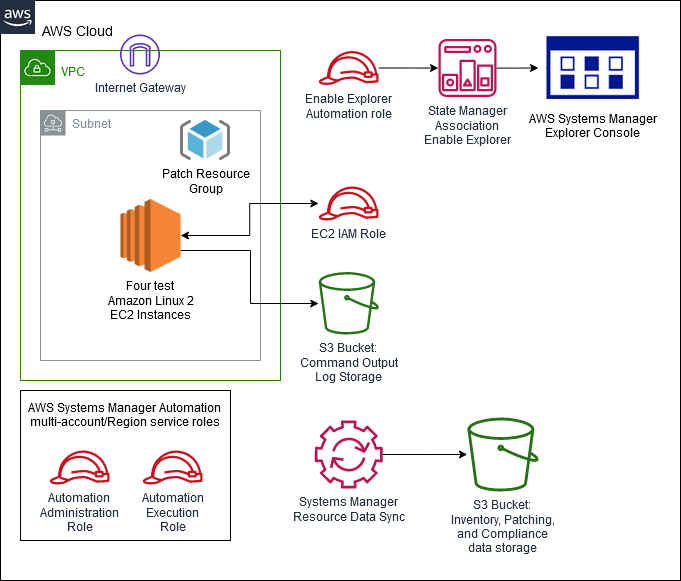 aws
AWS Cloud
VPC
Internet Gateway
Subnet
Patch Resource
Group
Four test
Amazon Linux 2
EC2 Instances
Enable Explorer
Automation role
State Manager
Association
Enable Explorer
AWS Systems Manager
Explorer Console
EC2 IAM Role
S3 Bucket:
Command Output
Log Storage
AWS Systems Manager Automation
multi-account/Region service roles
Automation
Administration
Role
Automation
Execution
Role
Systems Manager
Resource Data Sync
S3 Bucket:
Inventory, Patching,
and Compliance
data storage